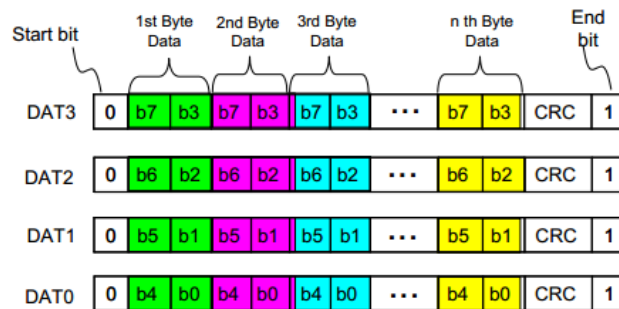 Start bit 1st Byte Data 2nd Byte Data 3rd Byte Data n th Byte Data End bit
DAT3 0 b7 b3 b7 b3 b7 b3 ... b7 b3 CRC 1
DAT2 0 b6 b2 b6 b2 b6 b2 ... b6 b2 CRC 1
DAT1 0 b5 b1 b5 b1 b5 b1 ... b5 b1 CRC 1
DAT0 0 b4 b0 b4 b0 b4 b0 ... b4 b0 CRC 1